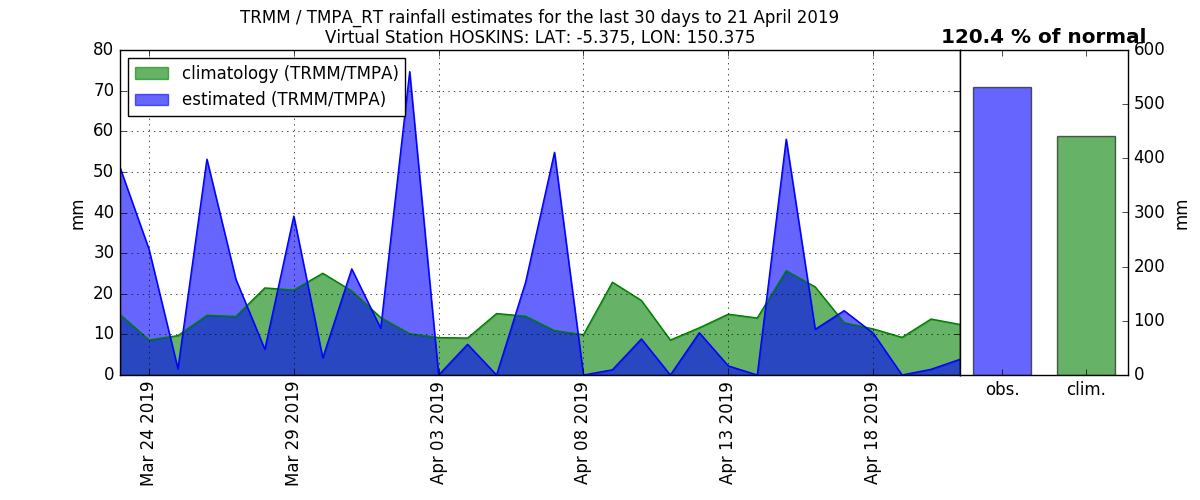 TRMM / TMPA_RT rainfall estimates for the last 30 days to 21 April 2019
Virtual Station HOSKINS: LAT: -5.375, LON: 150.375
120.4 % of normal
climatology (TRMM/TMPA)
estimated (TRMM/TMPA)
80
70
60
50
40
30
20
10
0
mm
Mar 24 2019
Mar 29 2019
Apr 03 2019
Apr 08 2019
Apr 13 2019
Apr 18 2019
obs.
clim.
600
500
400
300
200
100
0
mm